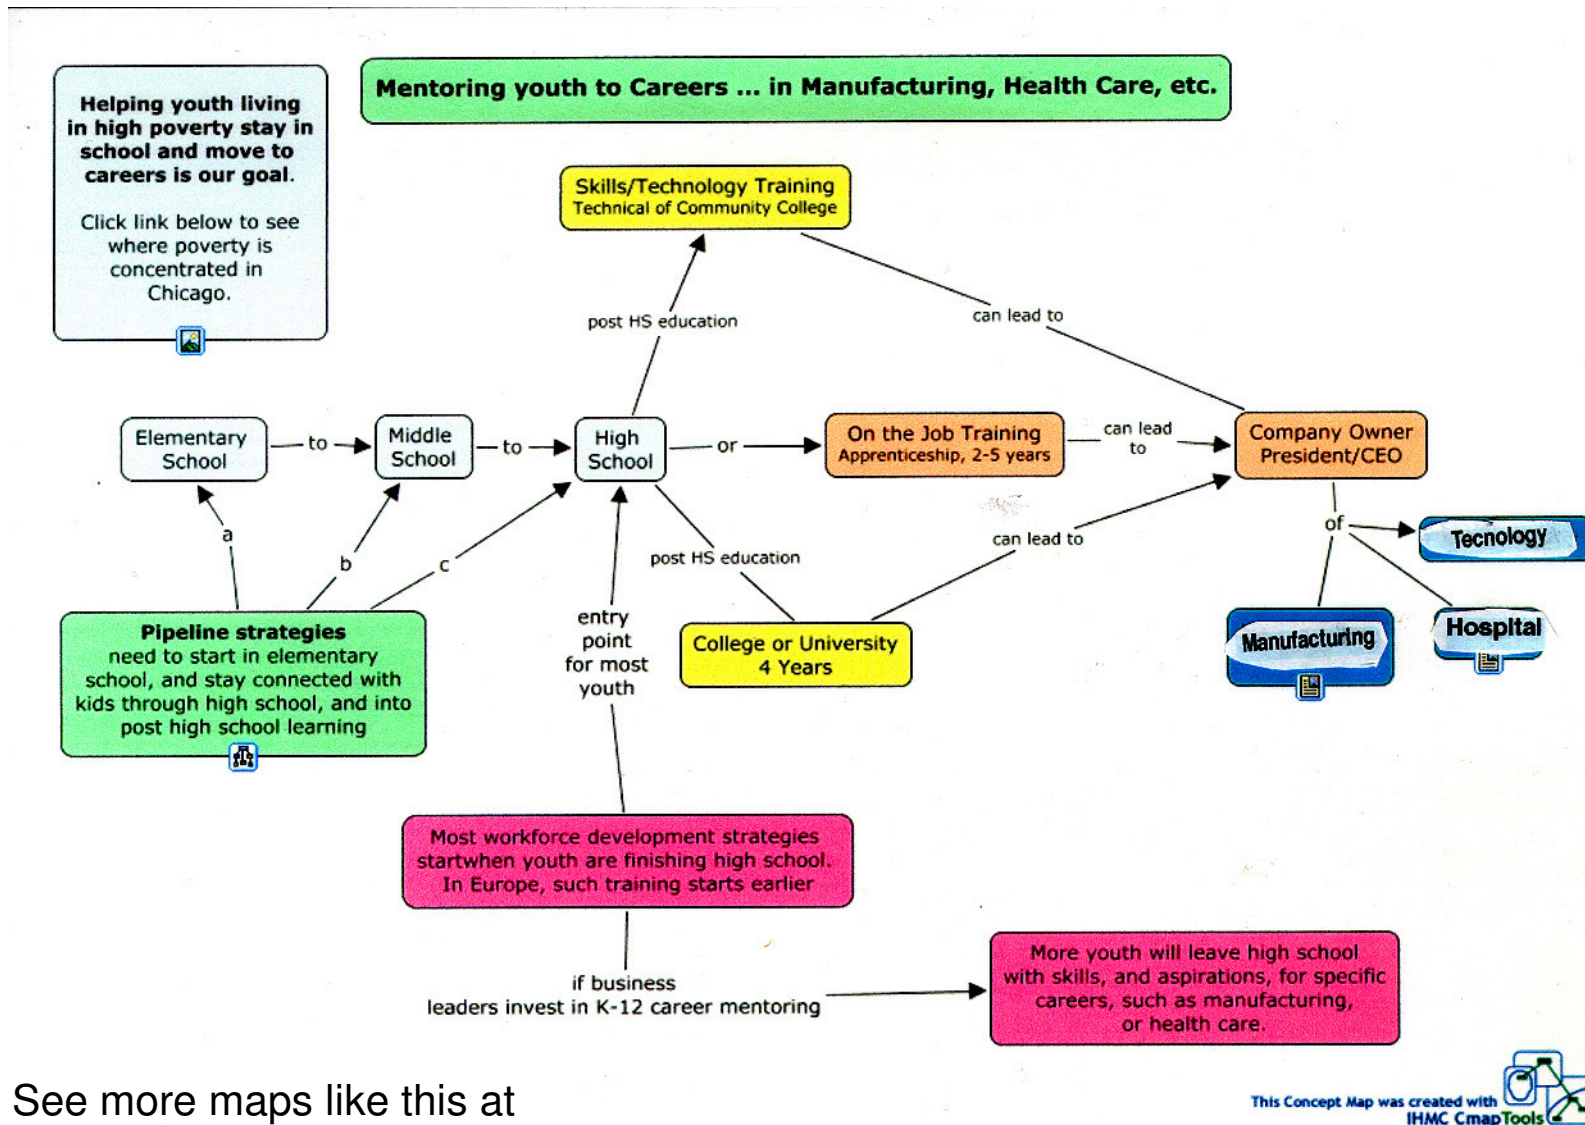 Mentoring youth to Careers ... in Manufacturing, Health Care, etc.
Helping youth living
in high poverty stay in
school and move to
careers is our goal.
Click link below to see
where poverty is
concentrated in
Chicago.
Skills/Technology Training
Technical of Community College
post HS education
can lead to
Elementary
School
to
Middle
School
to
High
School
or
On the Job Training
Apprenticeship, 2-5 years
can lead
to
Company Owner
President/CEO
a
b
c
post HS education
can lead to
of
Tecnology
Manufacturing
Hospital
entry
point
for most
youth
College or University
4 Years
Pipeline strategies
need to start in elementary
school, and stay connected with
kids through high school, and into
post high school learning
Most workforce development strategies
startwhen youth are finishing high school.
In Europe, such training starts earlier
if business
leaders invest in K-12 career mentoring
More youth will leave high school
with skills, and aspirations, for specific
careers, such as manufacturing,
or health care.
See more maps like this at
This Concept Map was created with
IHMC CmapTools